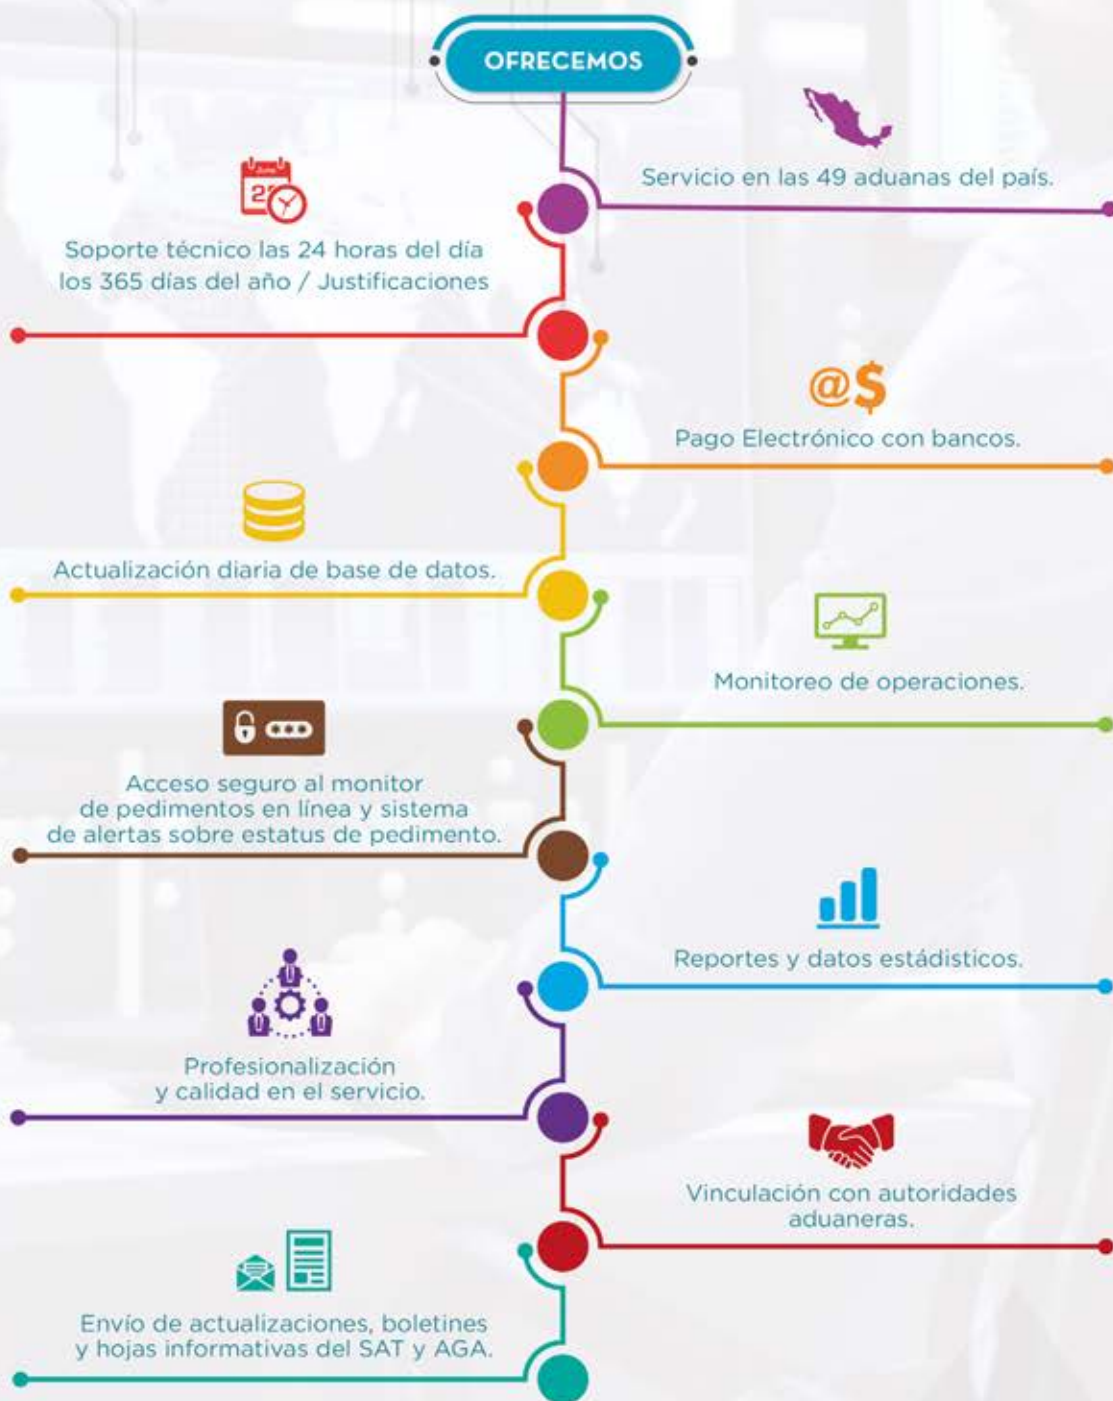 OFRECEMOS
Servicio en las 49 aduanas del país.
June
Soporte técnico las 24 horas del día
los 365 días del año / Justificaciones
@$
Pago Electrónico con bancos.
Actualización diaria de base de datos.
Monitoreo de operaciones.
***
Acceso seguro al monitor
de pedimentos en línea y sistema
de alertas sobre estatus de pedimento.
Reportes y datos estádisticos.
Profesionalización
y calidad en el servicio.
Vinculación con autoridades
aduaneras.
Envío de actualizaciones, boletines
y hojas informativas del SAT y AGA.